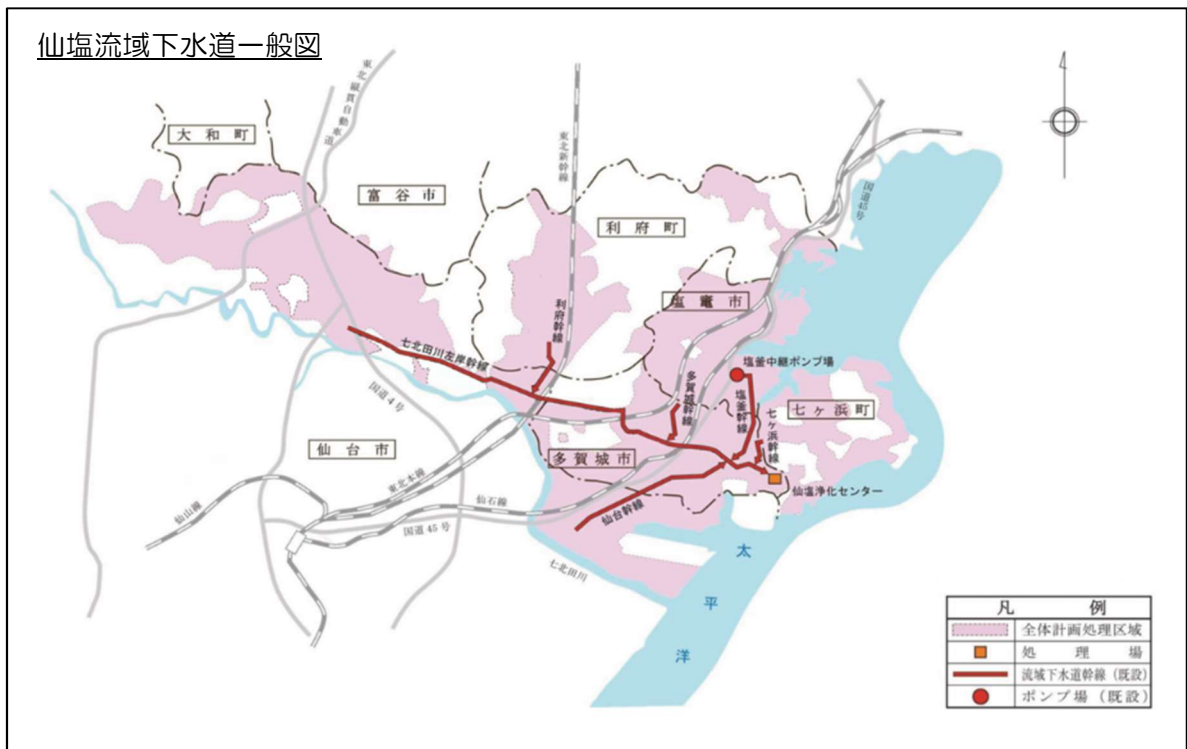 仙塩流域下水道一般図
大和町
東北縦貫自動車道
富谷市
東北新幹線
利府町
国道45号
塩竈市
利府幹線
七北田川左岸幹線
塩釜中継ポンプ場
多賀城幹線
塩釜幹線
七ヶ浜町
七ヶ浜幹線
国道4号
仙台市
多賀城市
東北本線
仙塩浄化センター
仙石線
仙台幹線
仙山線
国道45号
七北田川
太平洋
凡例
全体計画処理区域
処理場
流域下水道幹線（既設）
ポンプ場（既設）